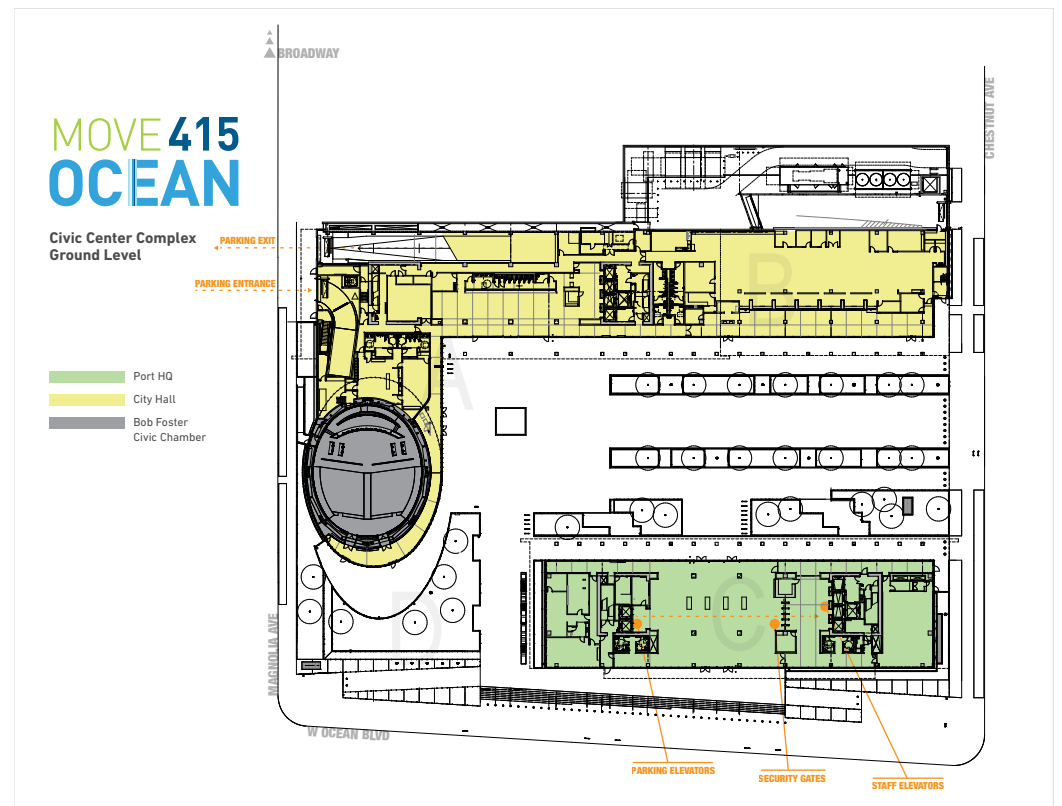 BROADWAY
CHESTNUT AVE
MOVE 415
OCEAN
Civic Center Complex
Ground Level
PARKING EXIT
PARKING ENTRANCE
B
A
Port HQ
City Hall
Bob Foster
Civic Chamber
D
C
MAGNOLIA AVE
W OCEAN BLVD
PARKING ELEVATORS
SECURITY GATES
STAFF ELEVATORS